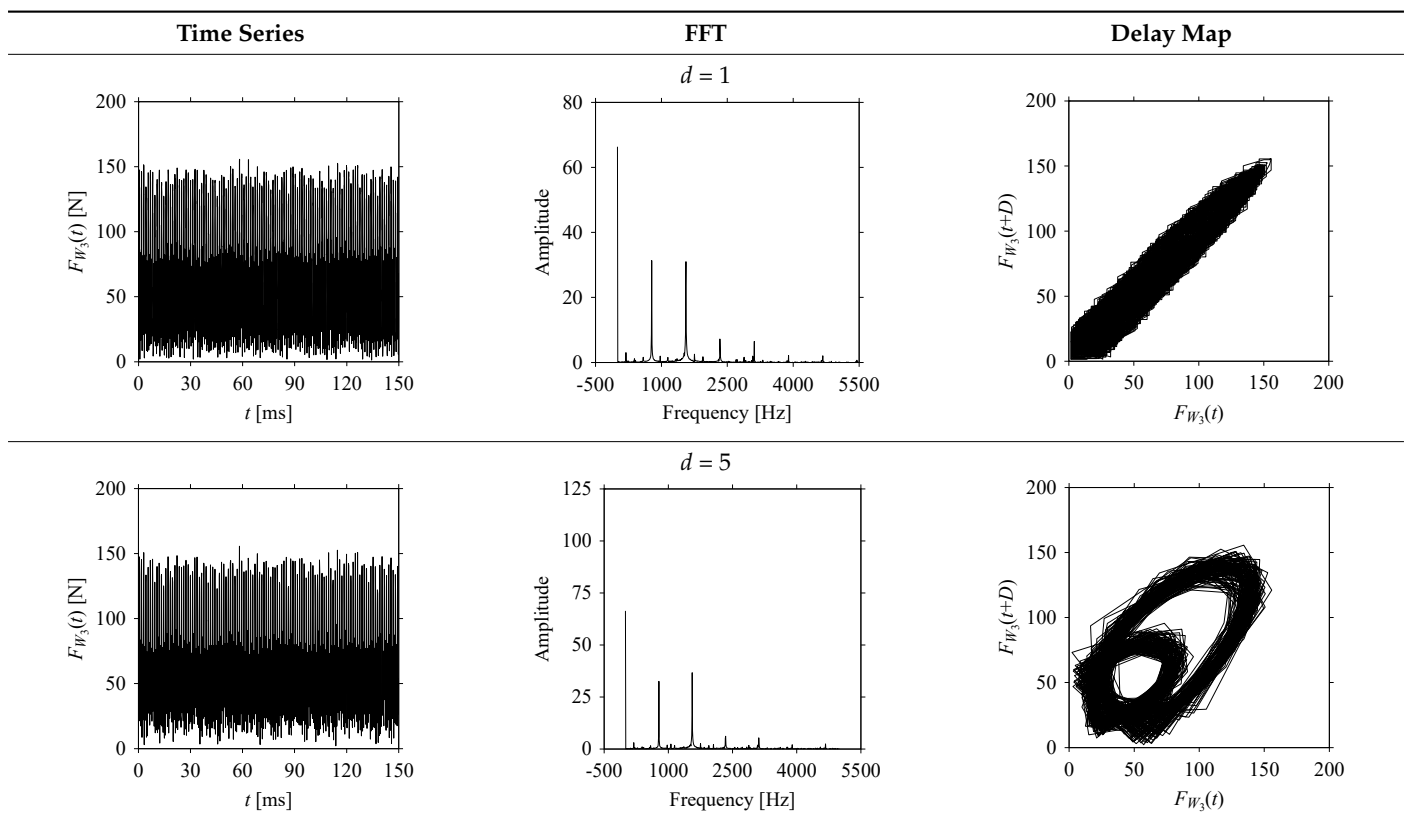 Time Series FFT Delay Map
d = 1
200
150
100
50
0
0 30 60 90 120 150
t [ms]
F_{W_3}(t) [N]
80
60
40
20
0
-500 1000 2500 4000 5500
Frequency [Hz]
Amplitude
200
150
100
50
0
0 50 100 150 200
F_{W_3}(t)
F_{W_3}(t+D)
d = 5
200
150
100
50
0
0 30 60 90 120 150
t [ms]
F_{W_3}(t) [N]
125
100
75
50
25
0
-500 1000 2500 4000 5500
Frequency [Hz]
Amplitude
200
150
100
50
0
0 50 100 150 200
F_{W_3}(t)
F_{W_3}(t+D)